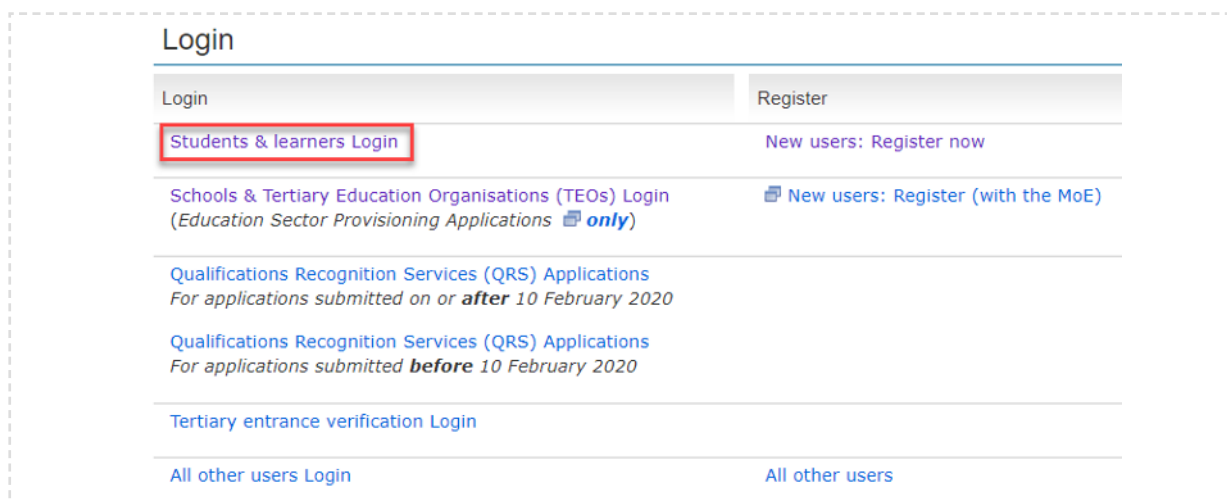 Login
Login Register
Students & learners Login New users: Register now
Schools & Tertiary Education Organisations (TEOs) Login New users: Register (with the MoE)
(Education Sector Provisioning Applications only)
Qualifications Recognition Services (QRS) Applications
For applications submitted on or after 10 February 2020
Qualifications Recognition Services (QRS) Applications
For applications submitted before 10 February 2020
Tertiary entrance verification Login
All other users Login All other users